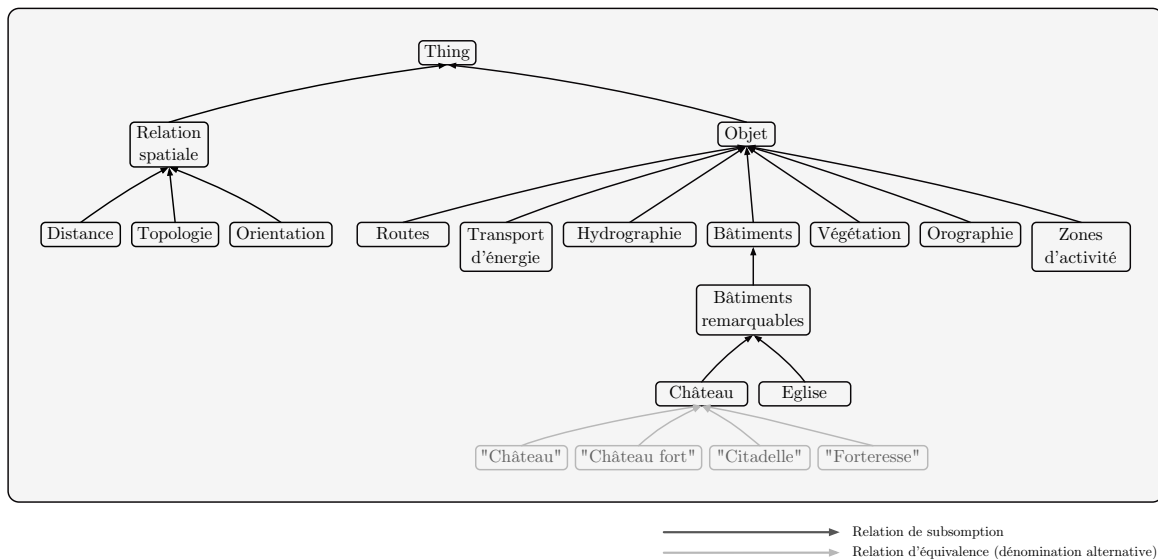 Thing
Relation
spatiale
Objet
Distance
Topologie
Orientation
Routes
Transport
d'énergie
Hydrographie
Bâtiments
Végétation
Orographie
Zones
d'activité
Bâtiments
remarquables
Château
Eglise
"Château"
"Château fort"
"Citadelle"
"Forteresse"
Relation de subsomption
Relation d'équivalence (dénomination alternative)